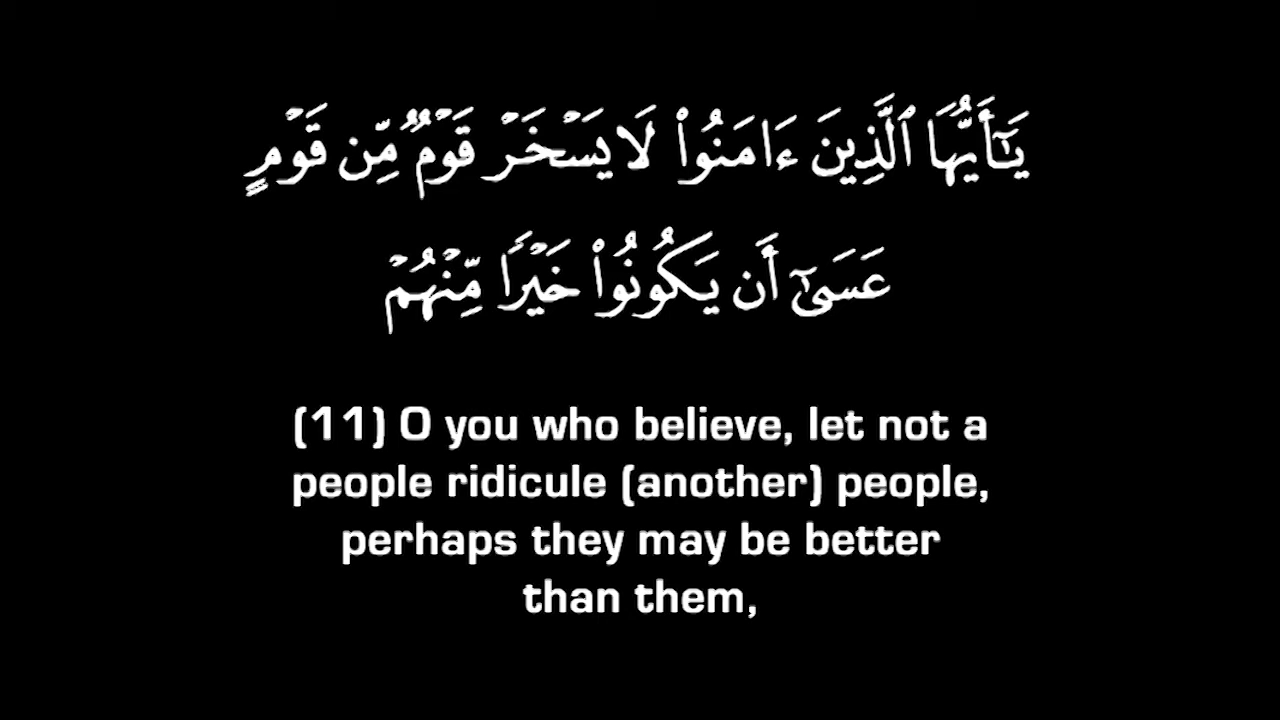 يَـٰٓأَيُّهَا ٱلَّذِينَ ءَامَنُوا۟ لَا يَسْخَرْ قَوْمٌ مِّن قَوْمٍ
عَسَىٰٓ أَن يَكُونُوا۟ خَيْرًا مِّنْهُمْ
(11) O you who believe, let not a
people ridicule (another) people,
perhaps they may be better
than them,